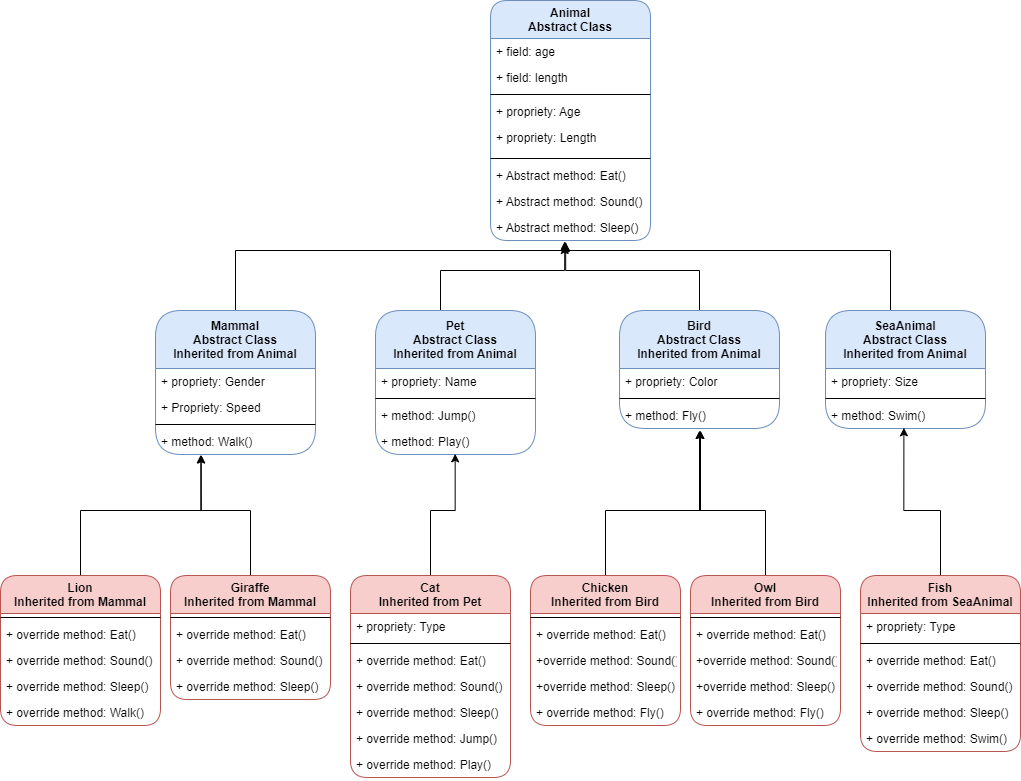 Animal
Abstract Class
+ field: age
+ field: length
+ propriety: Age
+ propriety: Length
+ Abstract method: Eat()
+ Abstract method: Sound()
+ Abstract method: Sleep()
Mammal
Abstract Class
Inherited from Animal
+ propriety: Gender
+ Propriety: Speed
+ method: Walk()
Pet
Abstract Class
Inherited from Animal
+ propriety: Name
+ method: Jump()
+ method: Play()
Bird
Abstract Class
Inherited from Animal
+ propriety: Color
+ method: Fly()
SeaAnimal
Abstract Class
Inherited from Animal
+ propriety: Size
+ method: Swim()
Lion
Inherited from Mammal
+ override method: Eat()
+ override method: Sound()
+ override method: Sleep()
+ override method: Walk()
Giraffe
Inherited from Mammal
+ override method: Eat()
+ override method: Sound()
+ override method: Sleep()
Cat
Inherited from Pet
+ propriety: Type
+ override method: Eat()
+ override method: Sound()
+ override method: Sleep()
+ override method: Jump()
+ override method: Play()
Chicken
Inherited from Bird
+ override method: Eat()
+override method: Sound(
+override method: Sleep()
+ override method: Fly()
Owl
Inherited from Bird
+ override method: Eat()
+override method: Sound(
+override method: Sleep()
+ override method: Fly()
Fish
Inherited from SeaAnimal
+ propriety: Type
+ override method: Eat()
+ override method: Sound()
+ override method: Sleep()
+ override method: Swim()